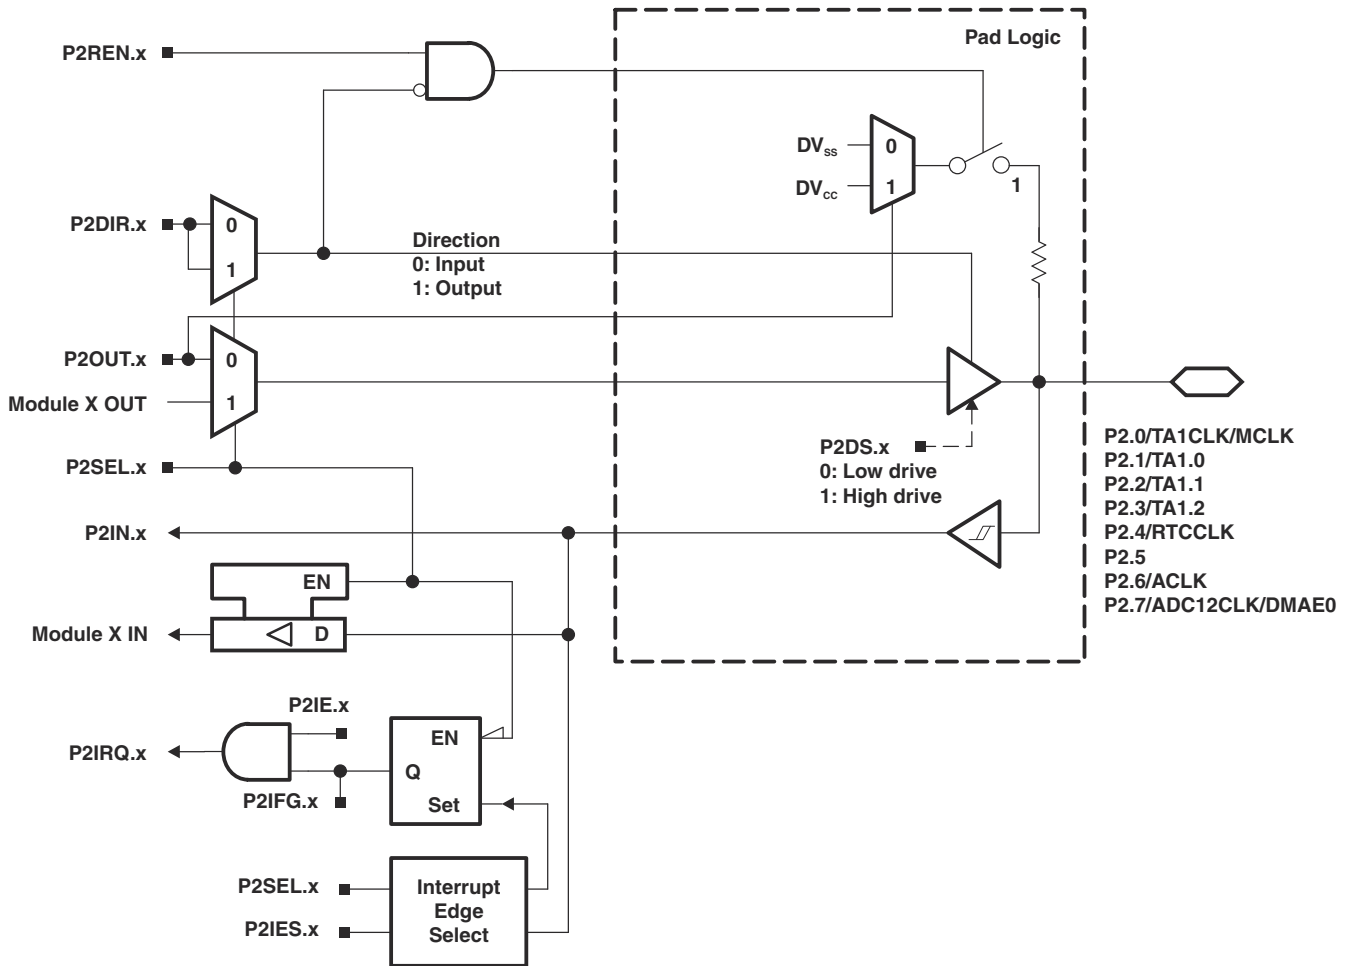 Pad Logic
P2REN.x
DVSS
0
DVCC
1
1
P2DIR.x
0
1
Direction
0: Input
1: Output
P2OUT.x
0
Module X OUT
1
P2SEL.x
P2DS.x
0: Low drive
1: High drive
P2.0/TA1CLK/MCLK
P2.1/TA1.0
P2.2/TA1.1
P2.3/TA1.2
P2.4/RTCCLK
P2.5
P2.6/ACLK
P2.7/ADC12CLK/DMAE0
P2IN.x
EN
Module X IN
D
P2IE.x
P2IRQ.x
EN
Q
P2IFG.x
Set
P2SEL.x
P2IES.x
Interrupt
Edge
Select